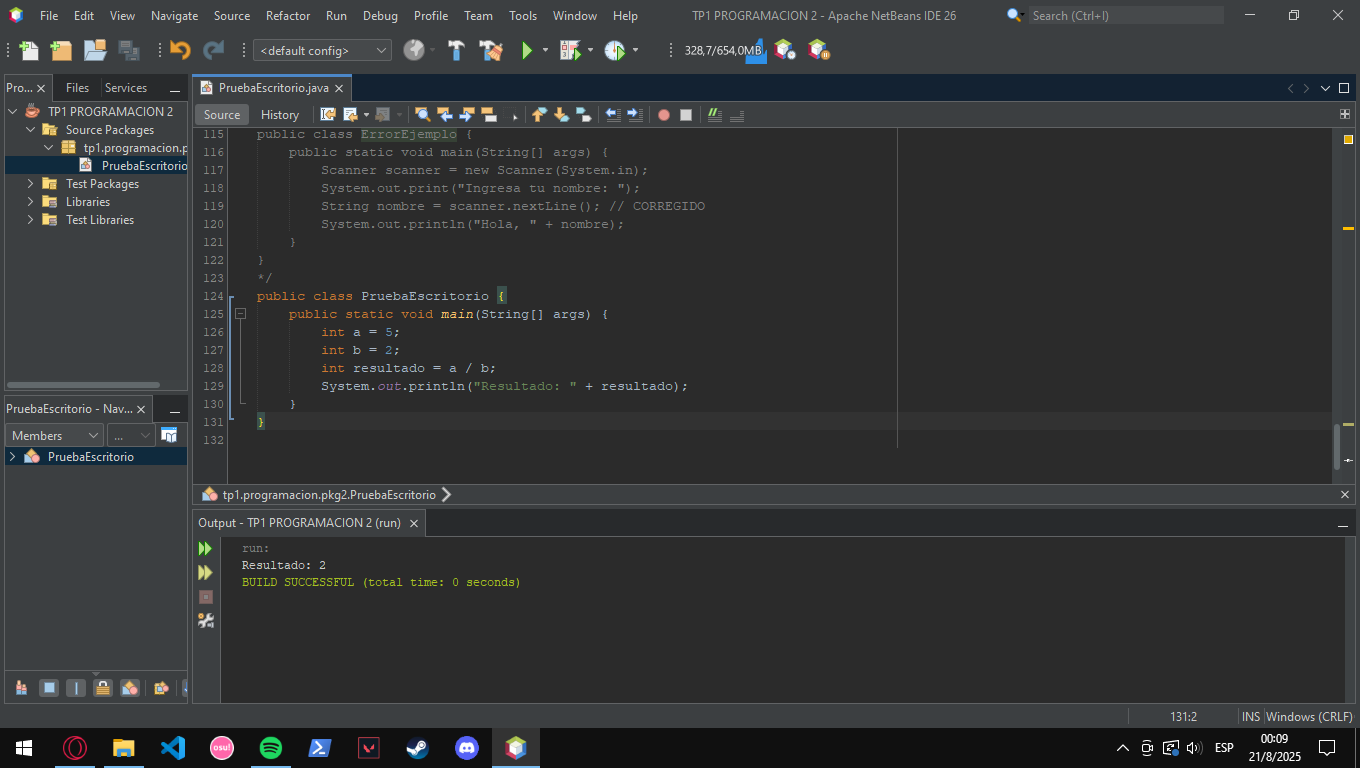 File Edit View Navigate Source Refactor Run Debug Profile Team Tools Window Help
TP1 PROGRAMACION 2 - Apache NetBeans IDE 26
Search (Ctrl+I)
<default config>
328,7/654,0MB
Pro...
Files
Services
TP1 PROGRAMACION 2
Source Packages
tp1.programacion.p
PruebaEscritorio
Test Packages
Libraries
Test Libraries
PruebaEscritorio - Nav...
Members
...
PruebaEscritorio
PruebaEscritorio.java
Source History
115 public class ErrorEjemplo {
116 public static void main(String[] args) {
117 Scanner scanner = new Scanner(System.in);
118 System.out.print("Ingresa tu nombre: ");
119 String nombre = scanner.nextLine(); // CORREGIDO
120 System.out.println("Hola, " + nombre);
121 }
122 }
123 */
124 public class PruebaEscritorio {
125 public static void main(String[] args) {
126 int a = 5;
127 int b = 2;
128 int resultado = a / b;
129 System.out.println("Resultado: " + resultado);
130 }
131 }
132
tp1.programacion.pkg2.PruebaEscritorio
Output - TP1 PROGRAMACION 2 (run)
run:
Resultado: 2
BUILD SUCCESSFUL (total time: 0 seconds)
131:2
INS
Windows (CRLF)
osu!
ESP
00:09
21/8/2025